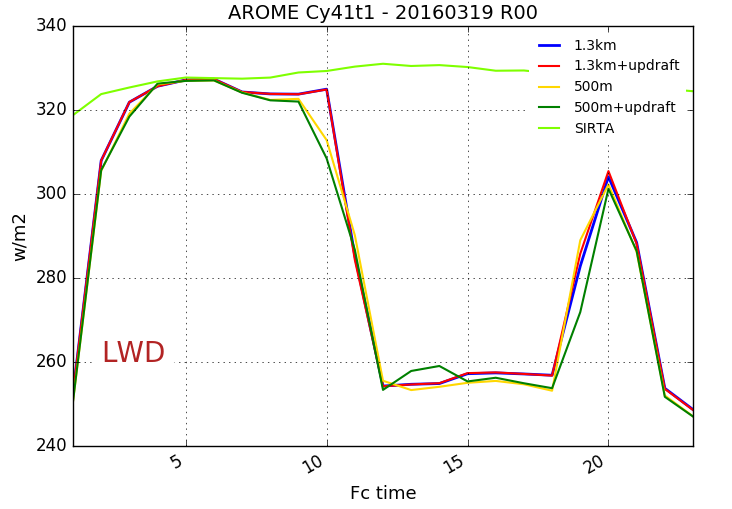 AROME Cy41t1 - 20160319 R00
340
320
300
280
260
240
w/m2
1.3km
1.3km+updraft
500m
500m+updraft
SIRTA
LWD
5
10
15
20
Fc time